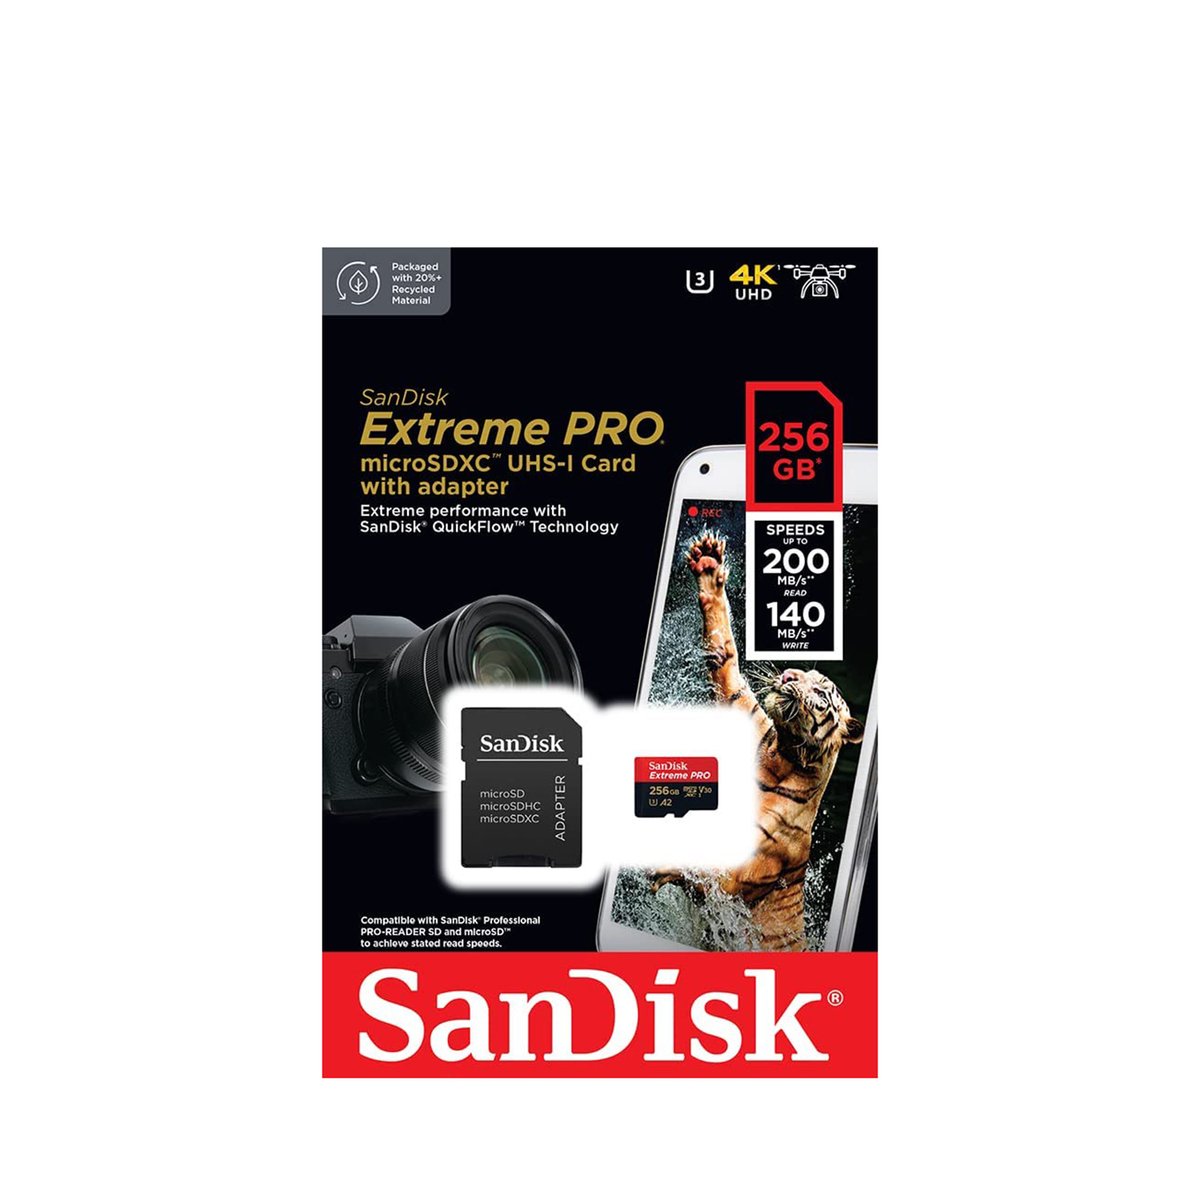 Packaged
with 20%+
Recycled
Material
3
4K
UHD
SanDisk
Extreme PRO®
microSDXC™ UHS-I Card
with adapter
Extreme performance with
SanDisk® QuickFlow™ Technology
256
GB*
REC
SPEEDS
UP TO
200
MB/s**
READ
140
MB/s**
WRITE
SanDisk
microSD
microSDHC
microSDXC
ADAPTER
SanDisk
Extreme PRO
256GB
V30
3 A2
Compatible with SanDisk® Professional
PRO-READER SD and microSD™
to achieve stated read speeds.
SanDisk®